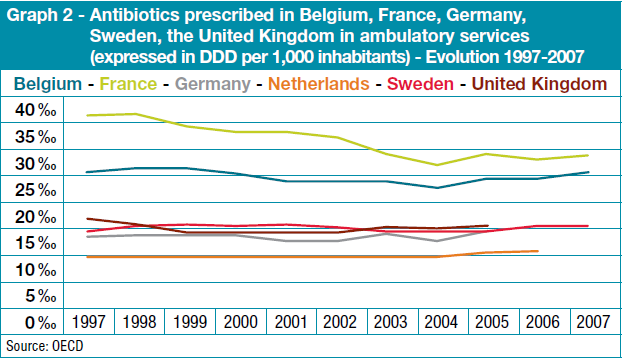 Graph 2 - Antibiotics prescribed in Belgium, France, Germany,
Sweden, the United Kingdom in ambulatory services
(expressed in DDD per 1,000 inhabitants) - Evolution 1997-2007
Belgium - France - Germany - Netherlands - Sweden - United Kingdom
40 ‰
35 ‰
30 ‰
25 ‰
20 ‰
15 ‰
10 ‰
5 ‰
0 ‰ 1997 1998 1999 2000 2001 2002 2003 2004 2005 2006 2007
Source: OECD